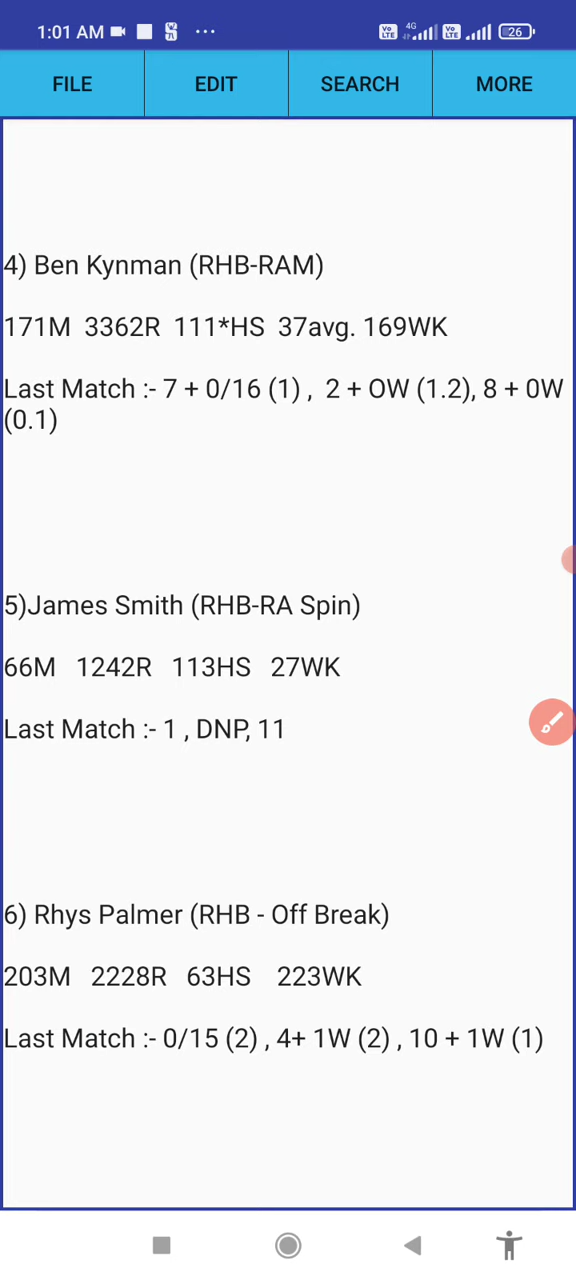 1:01 AM
4G
26
FILE EDIT SEARCH MORE
4) Ben Kynman (RHB-RAM)
171M 3362R 111*HS 37avg. 169WK
Last Match :- 7 + 0/16 (1) , 2 + OW (1.2), 8 + 0W
(0.1)
5)James Smith (RHB-RA Spin)
66M 1242R 113HS 27WK
Last Match :- 1 , DNP, 11
6) Rhys Palmer (RHB - Off Break)
203M 2228R 63HS 223WK
Last Match :- 0/15 (2) , 4+ 1W (2) , 10 + 1W (1)